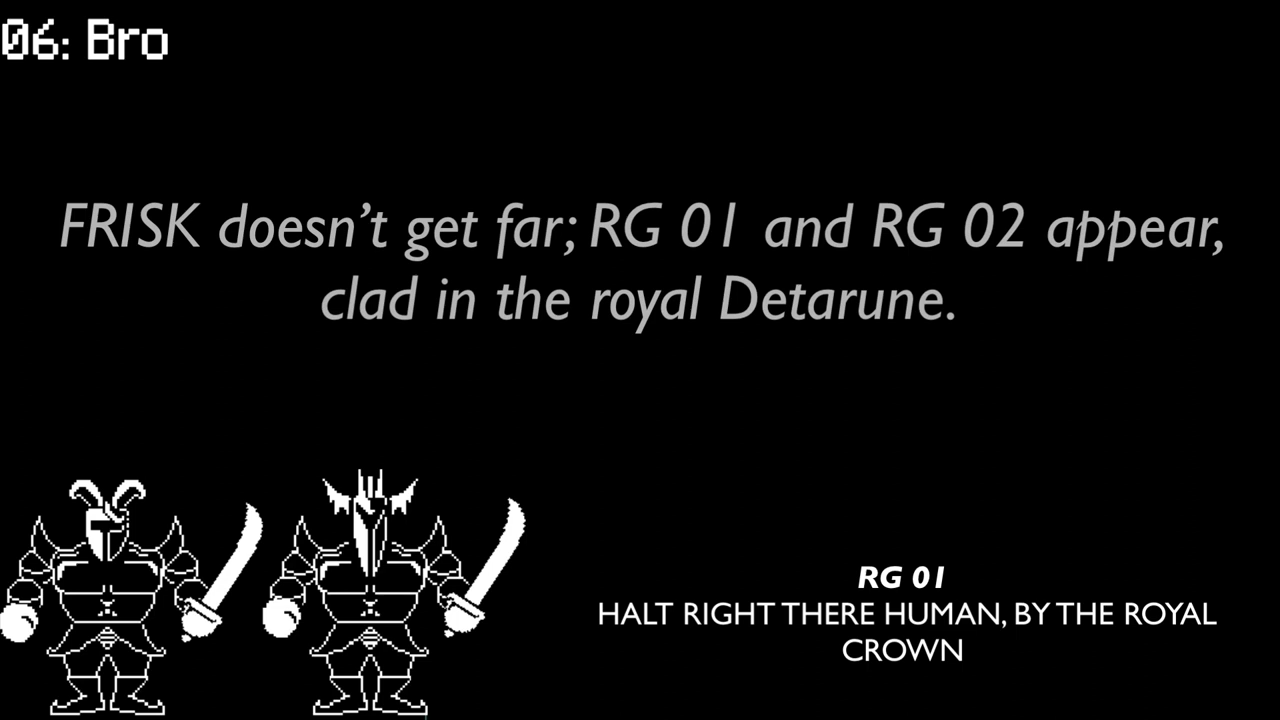 06: Bro
FRISK doesn’t get far; RG 01 and RG 02 appear,
clad in the royal Detarune.
RG 01
HALT RIGHT THERE HUMAN, BY THE ROYAL
CROWN